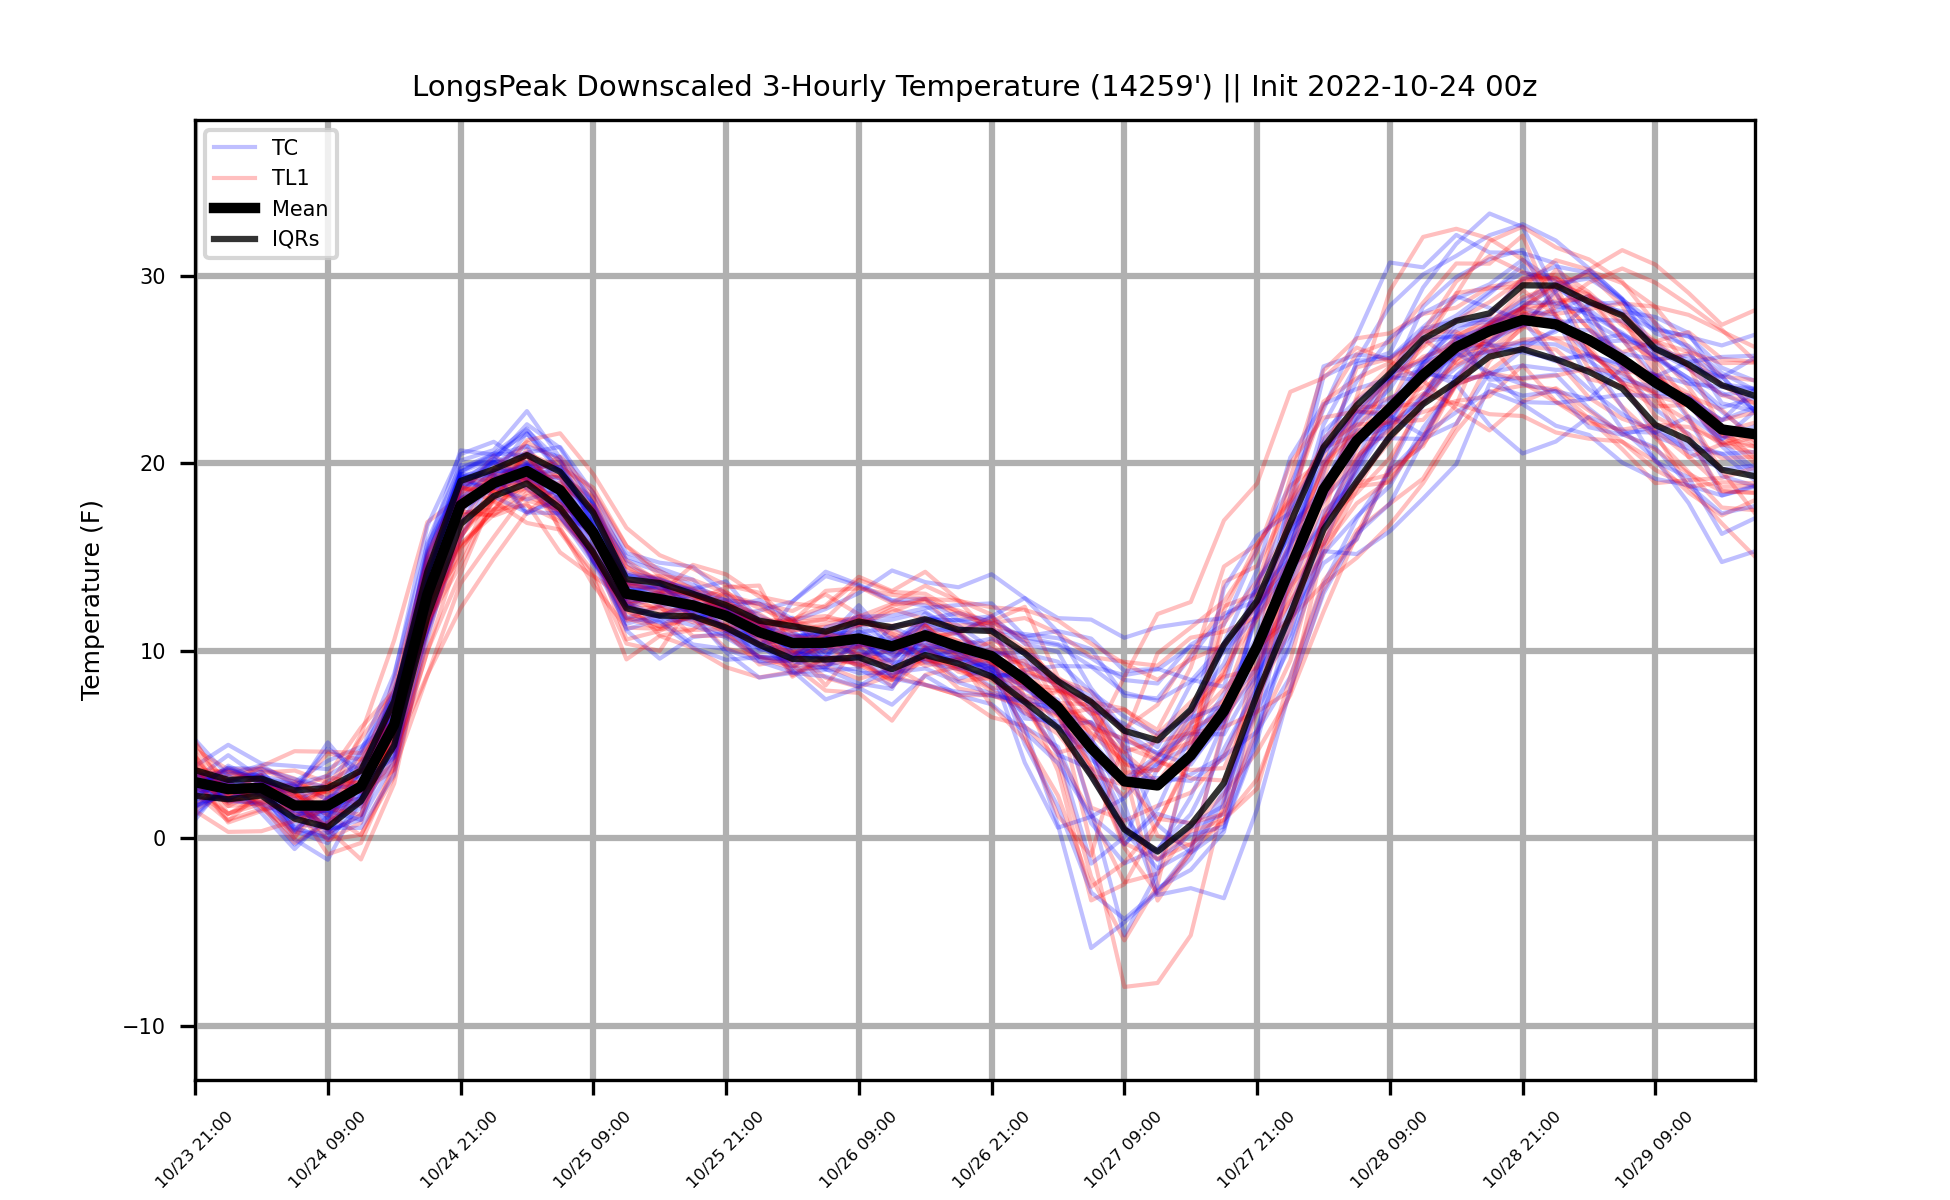 LongsPeak Downscaled 3-Hourly Temperature (14259') || Init 2022-10-24 00z
TC
TL1
Mean
IQRs
Temperature (F)
30
20
10
0
−10
10/23 21:00
10/24 09:00
10/24 21:00
10/25 09:00
10/25 21:00
10/26 09:00
10/26 21:00
10/27 09:00
10/27 21:00
10/28 09:00
10/28 21:00
10/29 09:00